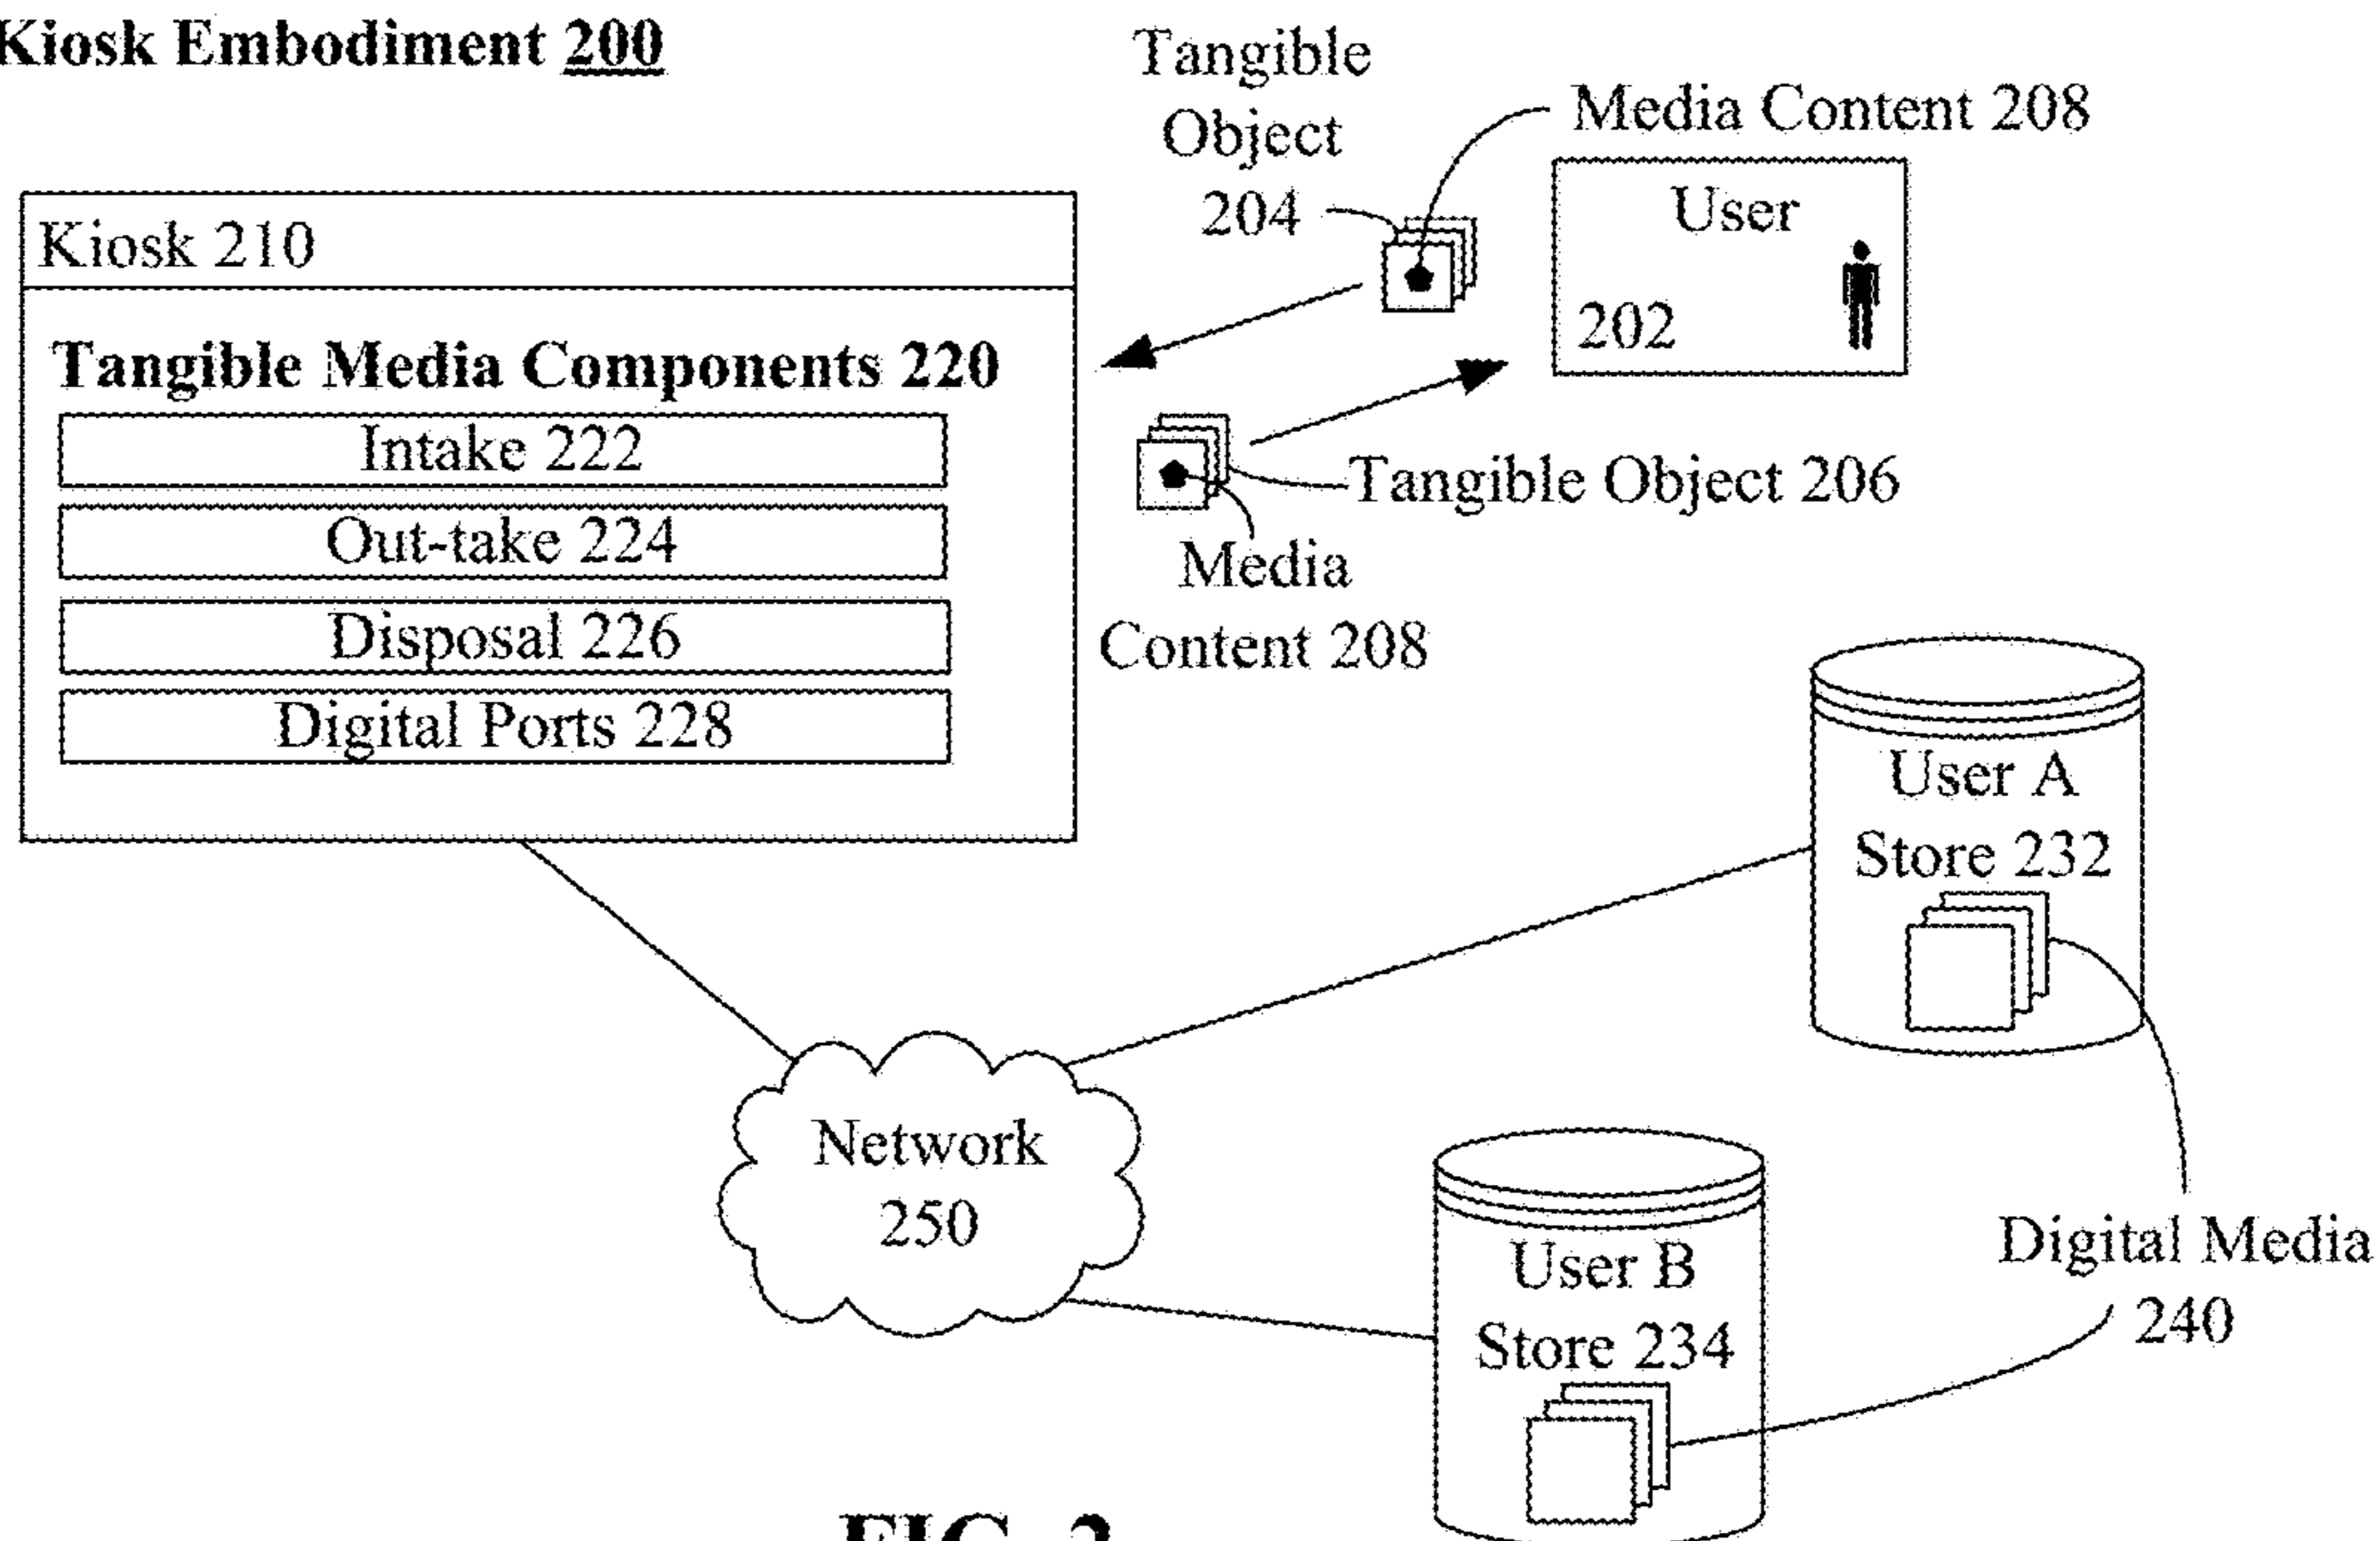 Kiosk Embodiment 200
Tangible
Object
204
Media Content 208
User
202
Kiosk 210
Tangible Media Components 220
Intake 222
Out-take 224
Disposal 226
Digital Ports 228
Tangible Object 206
Media
Content 208
User A
Store 232
Network
250
User B
Store 234
Digital Media
240
FIG. 2